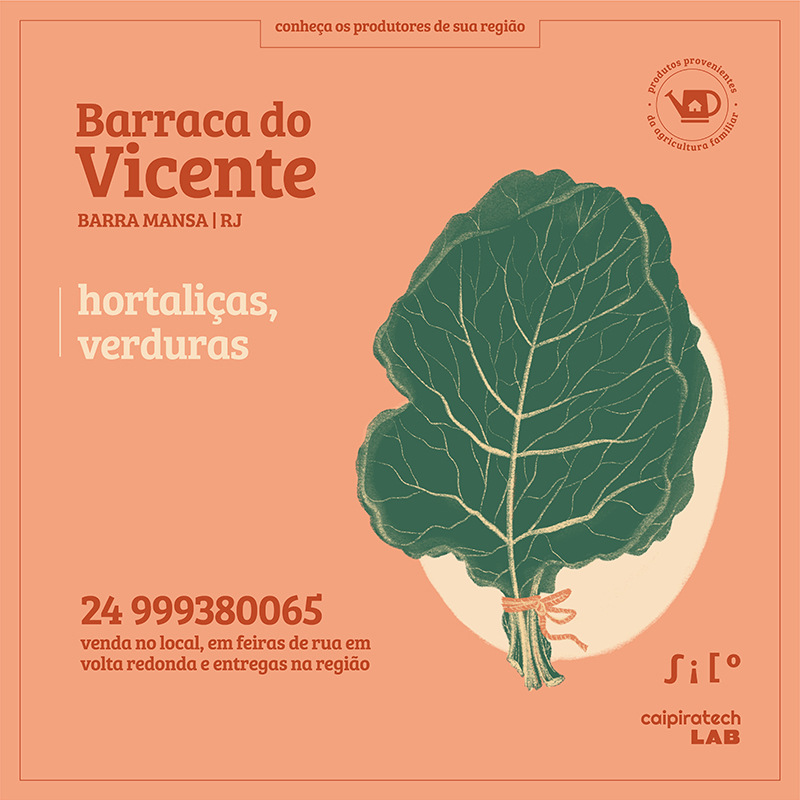 conheça os produtores de sua região
produtos provenientes
da agricultura familiar
Barraca do
Vicente
BARRA MANSA | RJ
hortaliças,
verduras
24 999380065
venda no local, em feiras de rua em
volta redonda e entregas na região
silo
caipiratech
LAB